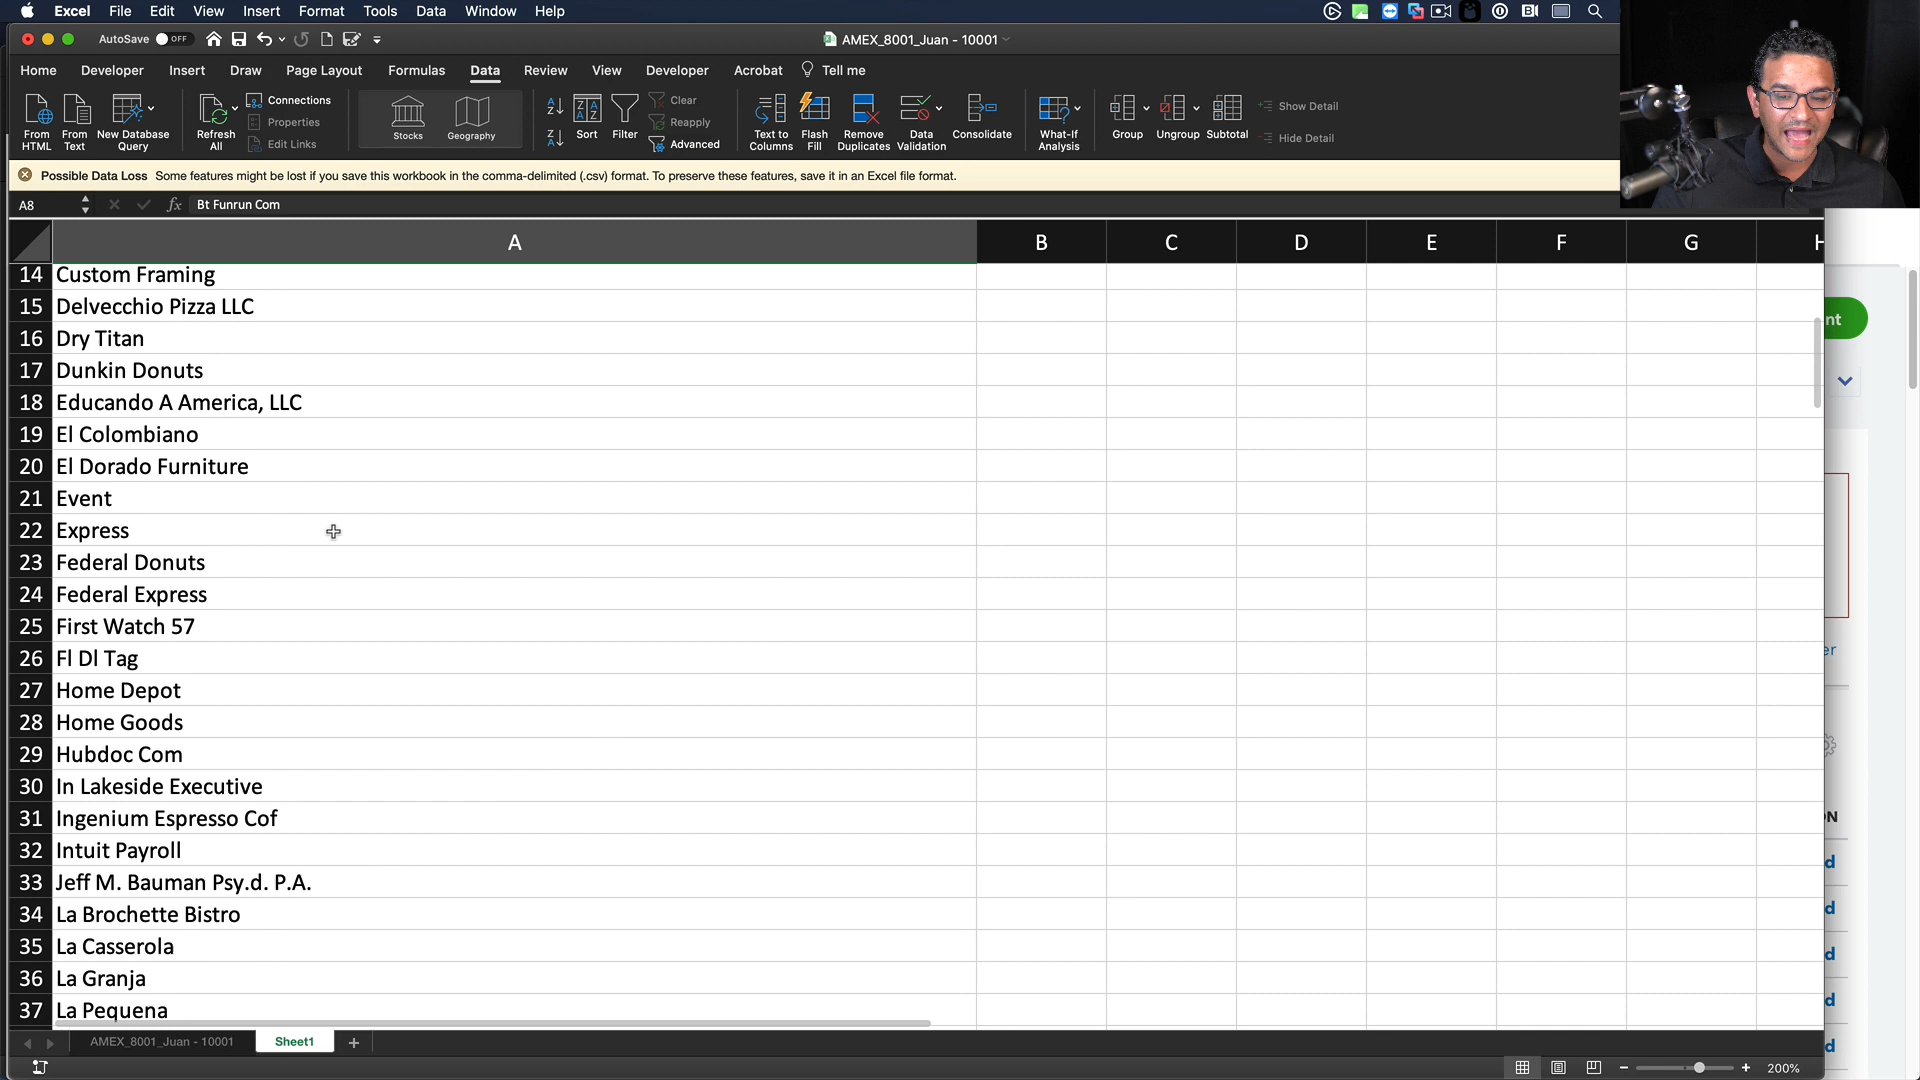 Excel File Edit View Insert Format Tools Data Window Help
AutoSave OFF AMEX_8001_Juan - 10001
Home Developer Insert Draw Page Layout Formulas Data Review View Developer Acrobat Tell me
From HTML
From Text
New Database Query
Refresh All
Connections
Properties
Edit Links
Stocks
Geography
Sort
Filter
Clear
Reapply
Advanced
Text to Columns
Flash Fill
Remove Duplicates
Data Validation
Consolidate
What-If Analysis
Group
Ungroup
Subtotal
Show Detail
Hide Detail
Possible Data Loss Some features might be lost if you save this workbook in the comma-delimited (.csv) format. To preserve these features, save it in an Excel file format.
A8 fx Bt Funrun Com
A B C D E F G H
14 Custom Framing
15 Delvecchio Pizza LLC
16 Dry Titan
17 Dunkin Donuts
18 Educando A America, LLC
19 El Colombiano
20 El Dorado Furniture
21 Event
22 Express
23 Federal Donuts
24 Federal Express
25 First Watch 57
26 Fl Dl Tag
27 Home Depot
28 Home Goods
29 Hubdoc Com
30 In Lakeside Executive
31 Ingenium Espresso Cof
32 Intuit Payroll
33 Jeff M. Bauman Psy.d. P.A.
34 La Brochette Bistro
35 La Casserola
36 La Granja
37 La Pequena
nt
er
ON
d
d
d
d
d
AMEX_8001_Juan - 10001 Sheet1 +
200%